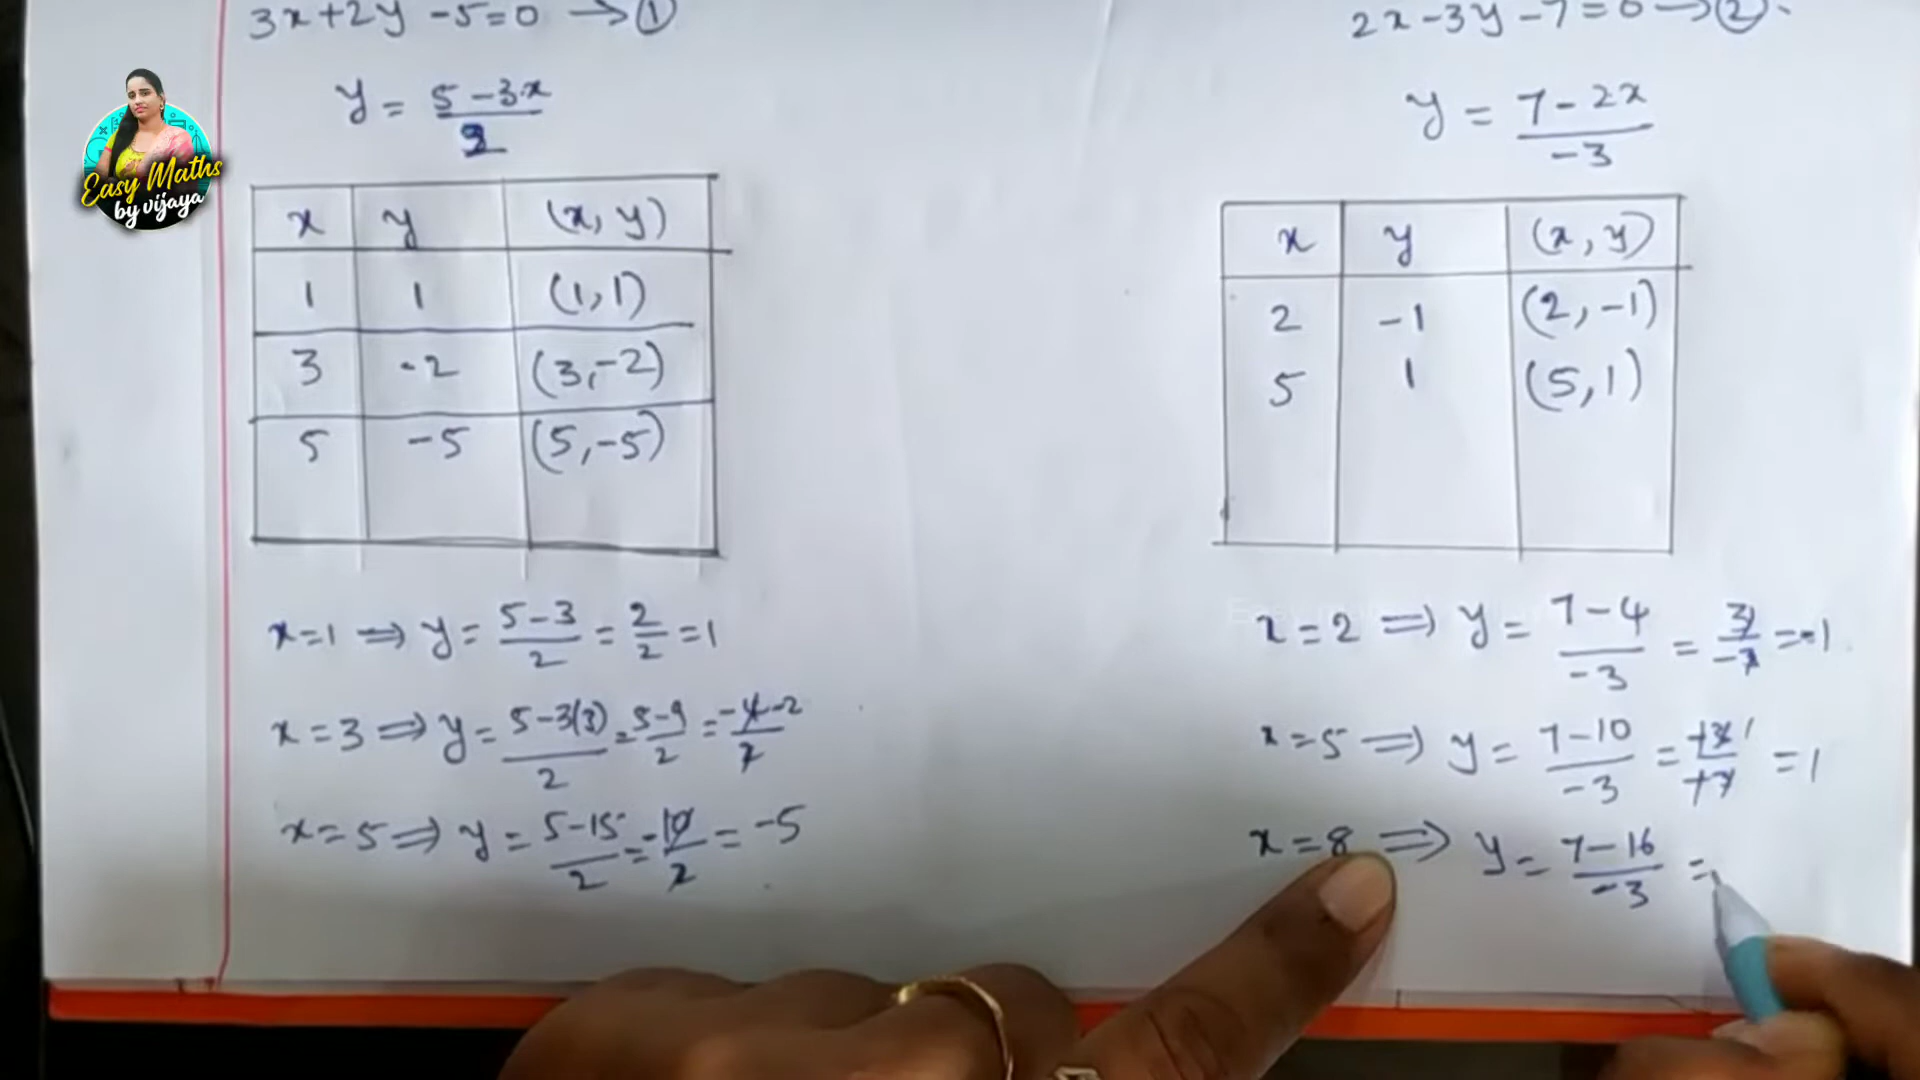 3x+2y-5=0 → ①
y = (5-3x)/2
x y (x, y)
1 1 (1,1)
3 -2 (3,-2)
5 -5 (5,-5)
x=1 ⇒ y = (5-3)/2 = 2/2 = 1
x=3 ⇒ y = (5-3(3))/2 = (5-9)/2 = -4/2 -2
x=5 ⇒ y = (5-15)/2 = -10/2 = -5
2x-3y-7=0 → ②
y = (7-2x)/-3
x y (x, y)
2 -1 (2,-1)
5 1 (5,1)
x=2 ⇒ y = (7-4)/-3 = 3/-3 = -1
x=5 ⇒ y = (7-10)/-3 = +3/+3 1 = 1
x=8 ⇒ y = (7-16)/-3 =
Easy Maths
by vijaya